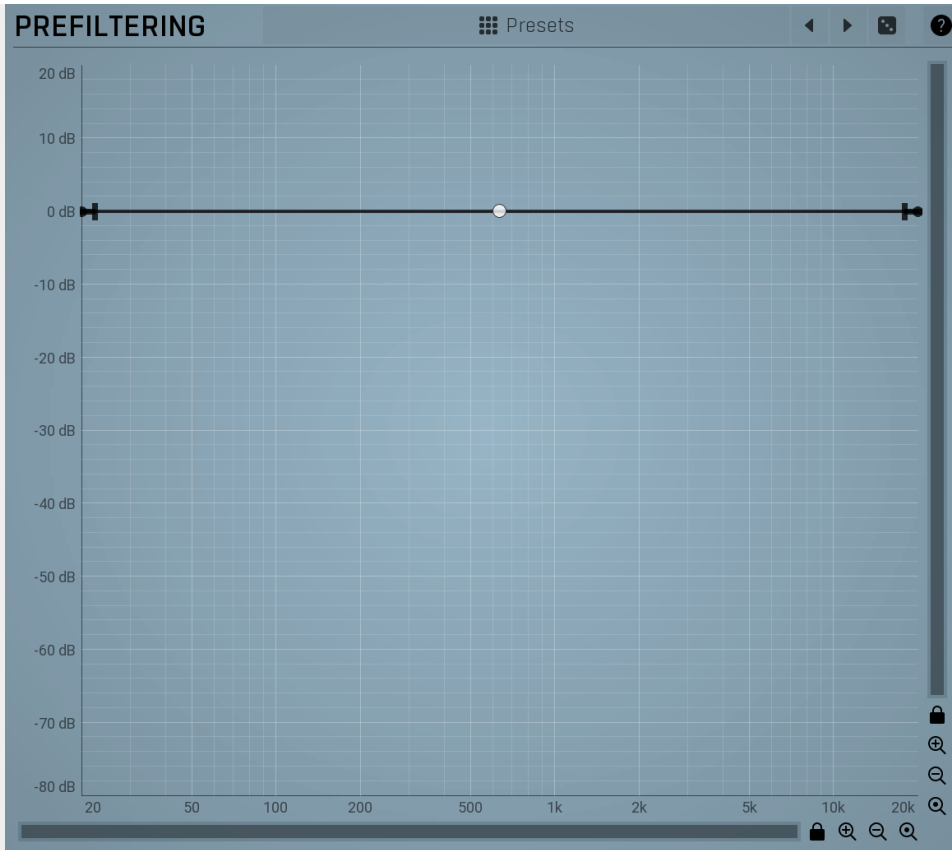 PREFILTERING
Presets
?
20 dB
10 dB
0 dB
-10 dB
-20 dB
-30 dB
-40 dB
-50 dB
-60 dB
-70 dB
-80 dB
20 50 100 200 500 1k 2k 5k 10k 20k